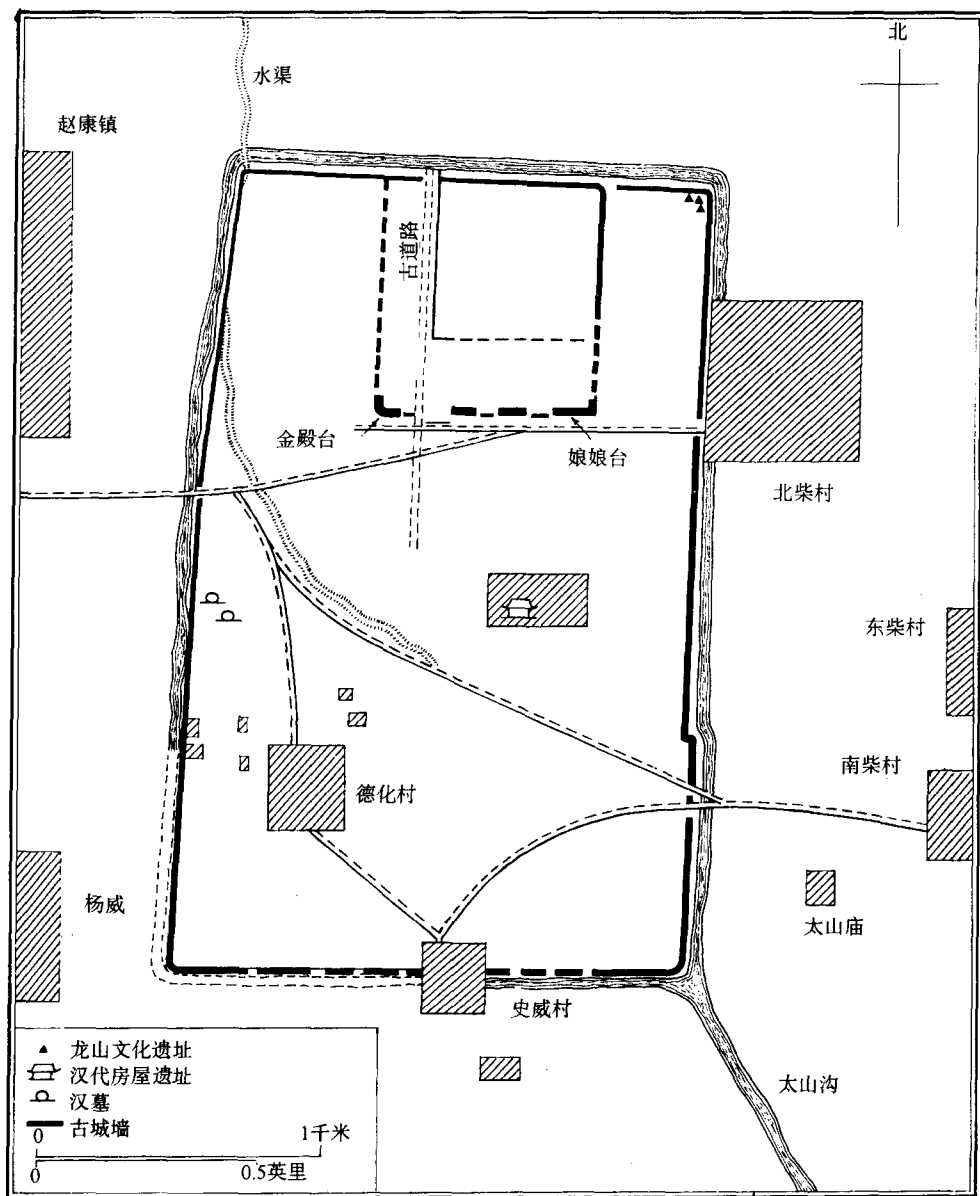 北
水渠
赵康镇
古道路
金殿台
娘娘台
北柴村
东柴村
南柴村
德化村
杨威
太山庙
史威村
太山沟
龙山文化遗址
汉代房屋遗址
汉墓
古城墙
0 1千米
0 0.5英里